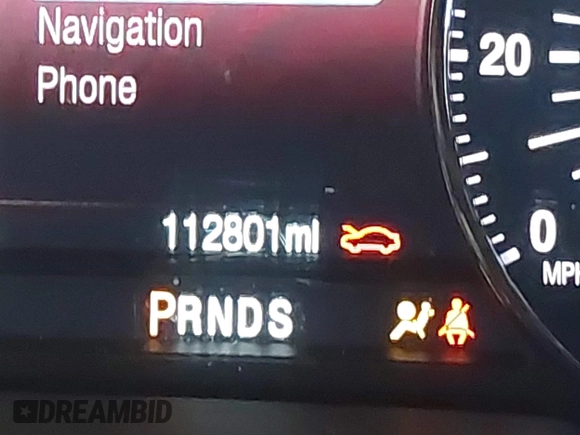 Navigation
Phone
20
112801mi
0
MPH
PRNDS
DREAMBID